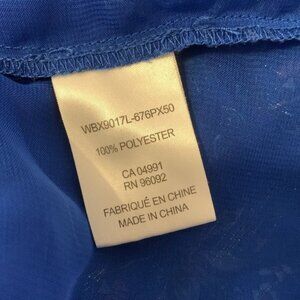 WBX9017L-676PX50
100% POLYESTER
CA 04991
RN 96092
FABRIQUÉ EN CHINE
MADE IN CHINA